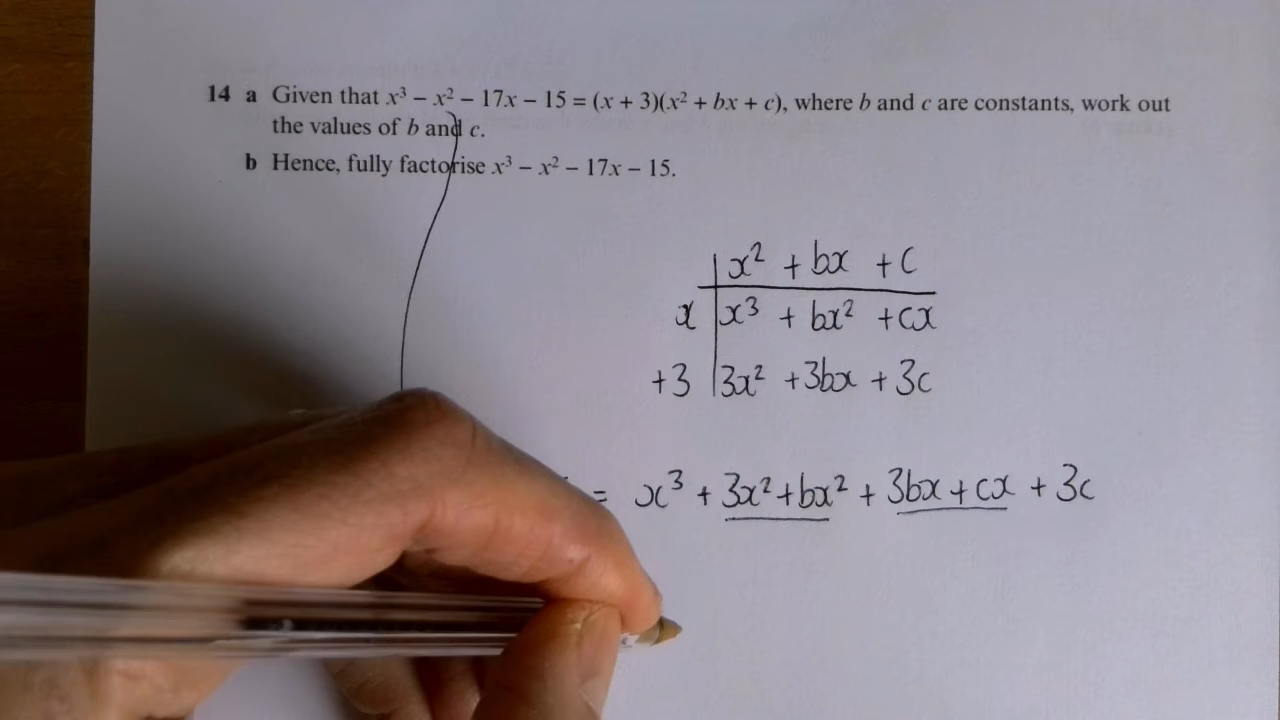 14 a Given that x³ − x² − 17x − 15 = (x + 3)(x² + bx + c), where b and c are constants, work out
the values of b and c.
b Hence, fully factorise x³ − x² − 17x − 15.
x² + bx + c
x x³ + bx² + cx
+3 3x² + 3bx + 3c
= x³ + 3x² + bx² + 3bx + cx + 3c